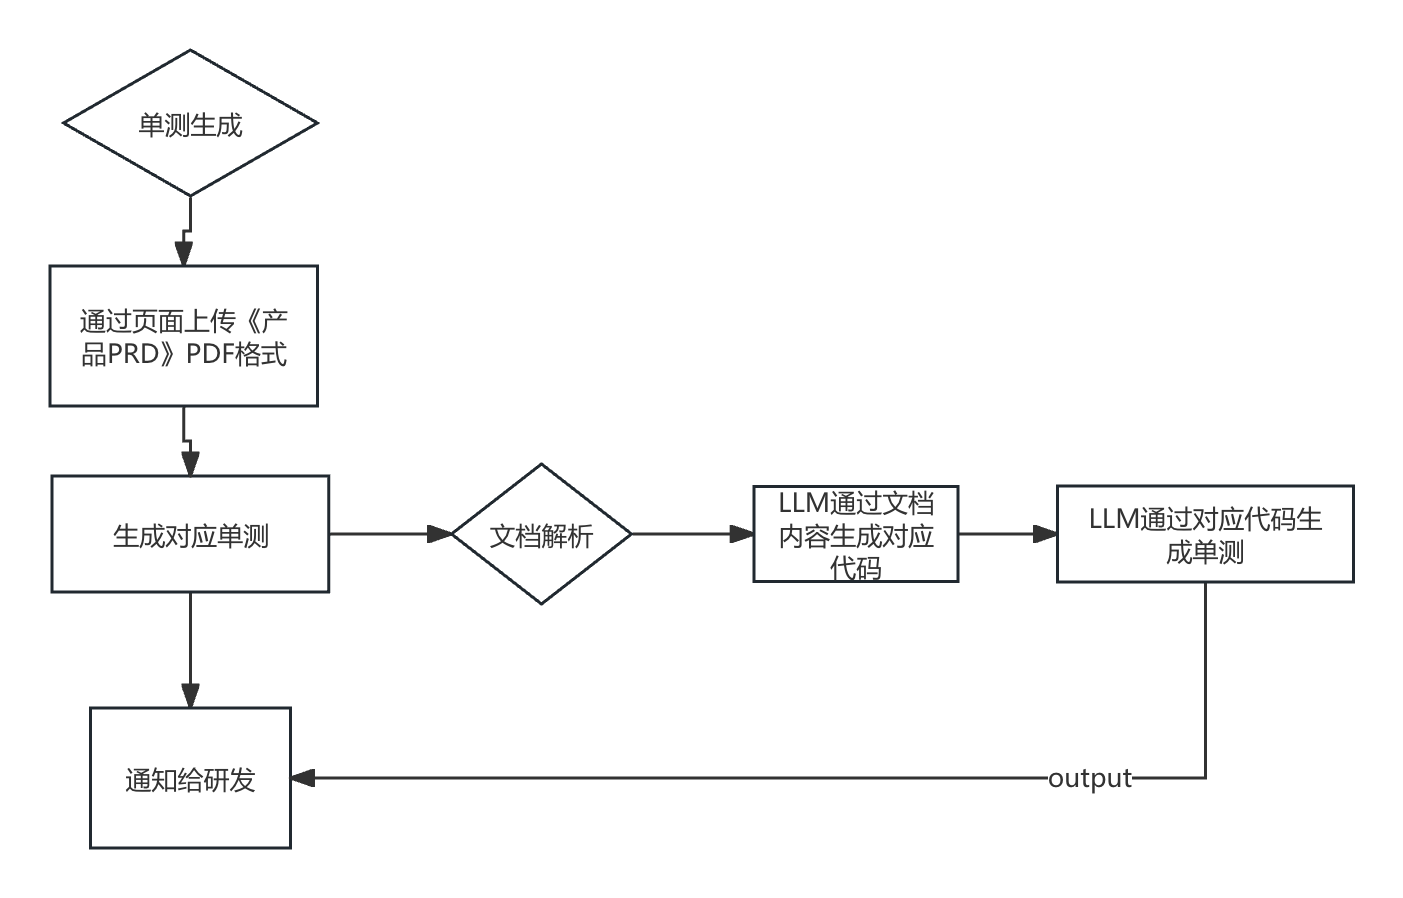 单测生成
通过页面上传《产
品PRD》PDF格式
生成对应单测
文档解析
LLM通过文档
内容生成对应
代码
LLM通过对应代码生
成单测
通知给研发
output